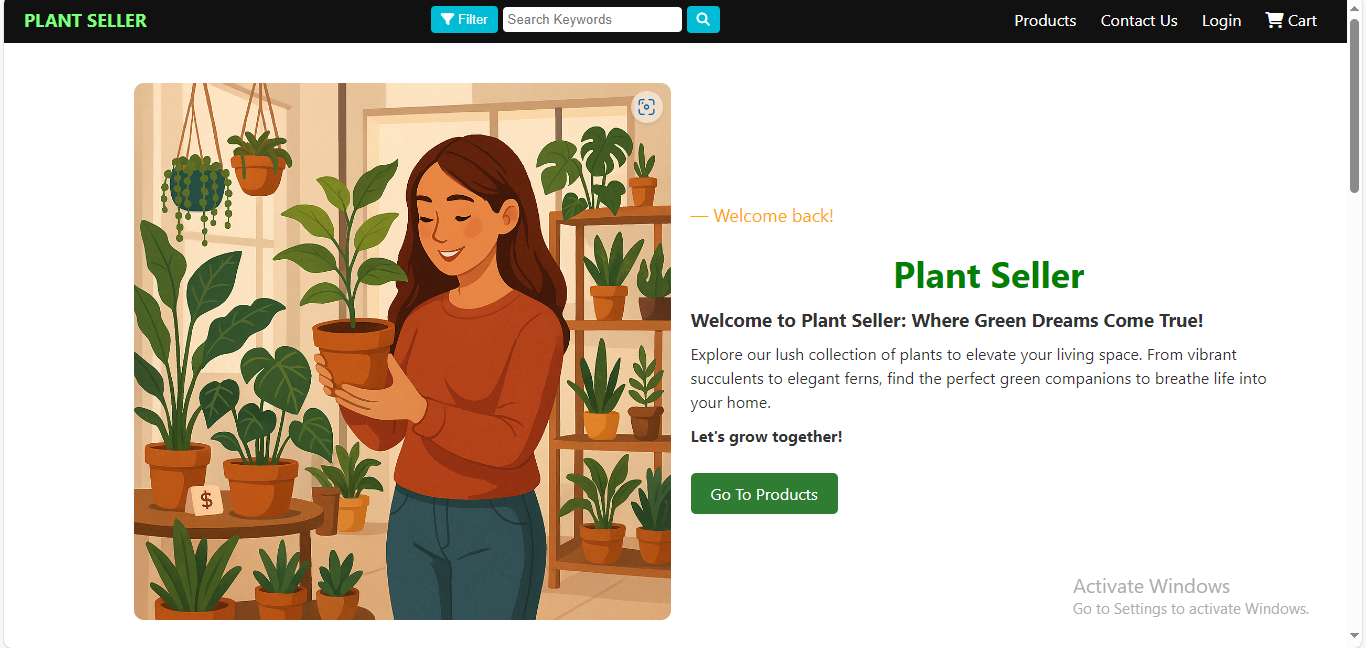 PLANT SELLER
Filter
Search Keywords
Products
Contact Us
Login
Cart
— Welcome back!
Plant Seller
Welcome to Plant Seller: Where Green Dreams Come True!
Explore our lush collection of plants to elevate your living space. From vibrant
succulents to elegant ferns, find the perfect green companions to breathe life into
your home.
Let's grow together!
Go To Products
$
Activate Windows
Go to Settings to activate Windows.